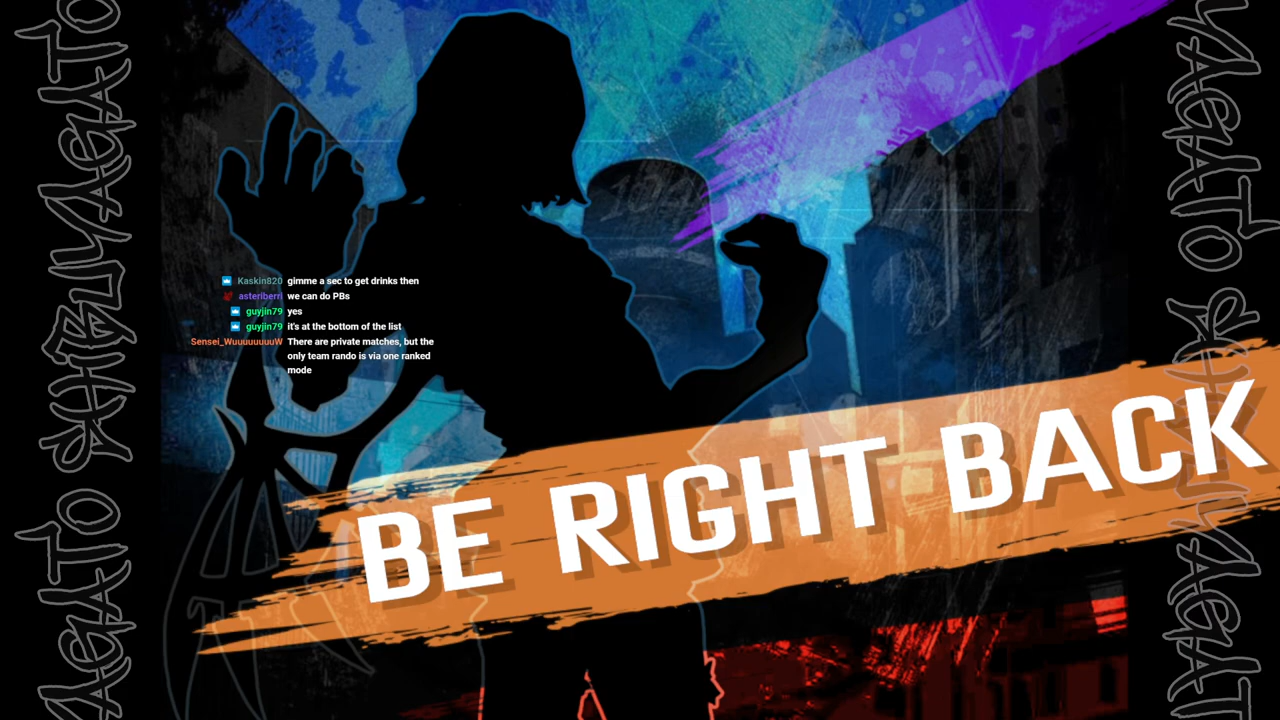 Kaskin820 gimme a sec to get drinks then
asteriberri we can do PBs
guyjin79 yes
guyjin79 it's at the bottom of the list
Sensei_WuuuuuuuuW There are private matches, but the
only team rando is via one ranked
mode
BE RIGHT BACK